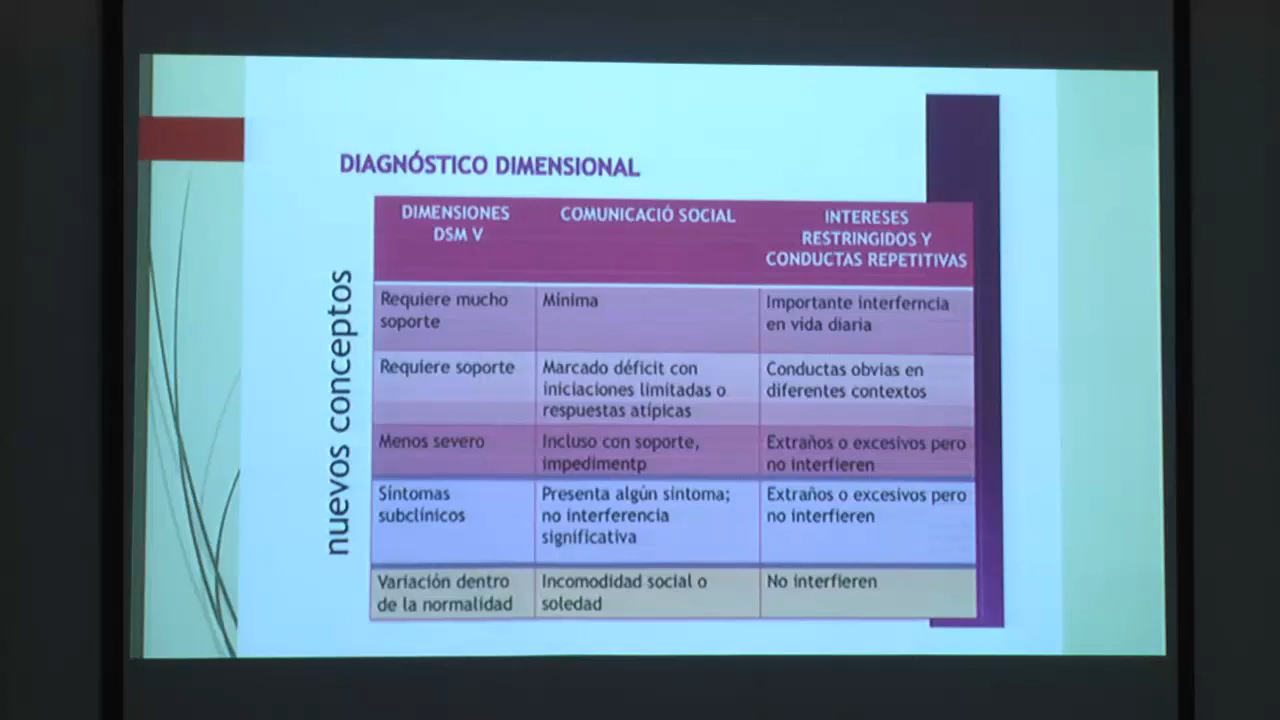 DIAGNÓSTICO DIMENSIONAL
nuevos conceptos
DIMENSIONES
DSM V
COMUNICACIÓ SOCIAL
INTERESES
RESTRINGIDOS Y
CONDUCTAS REPETITIVAS
Requiere mucho
soporte
Mínima
Importante interferncia
en vida diaria
Requiere soporte
Marcado déficit con
iniciaciones limitadas o
respuestas atípicas
Conductas obvias en
diferentes contextos
Menos severo
Incluso con soporte,
impedimentp
Extraños o excesivos pero
no interfieren
Síntomas
subclínicos
Presenta algún síntoma;
no interferencia
significativa
Extraños o excesivos pero
no interfieren
Variación dentro
de la normalidad
Incomodidad social o
soledad
No interfieren